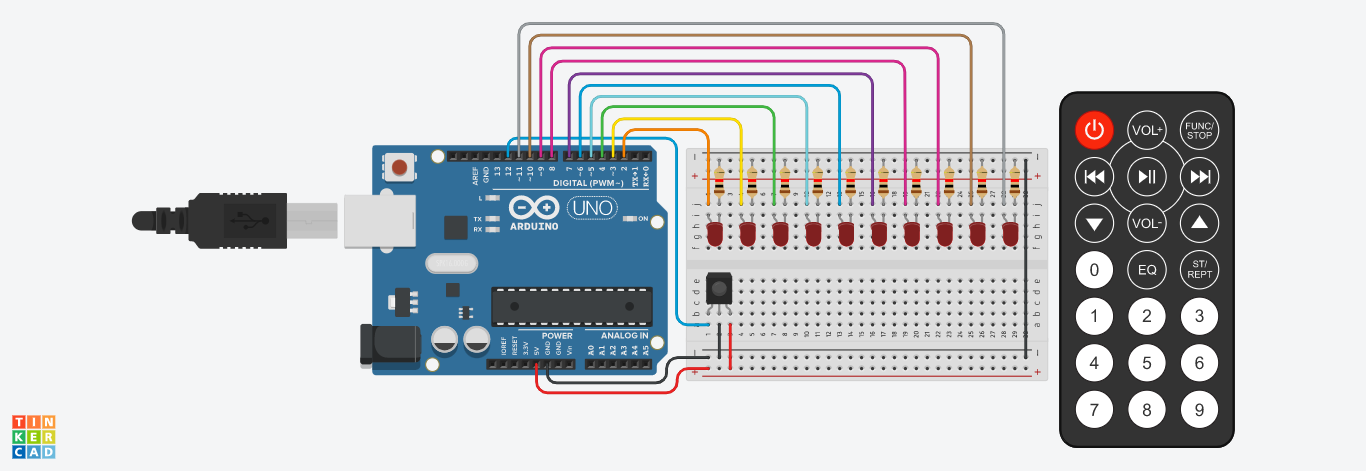 VOL+
FUNC/
STOP
VOL-
0
EQ
ST/
REPT
1
2
3
4
5
6
7
8
9
AREF
GND
13
12
~11
~10
~9
8
7
~6
~5
4
~3
2
TX→1
RX←0
DIGITAL (PWM~)
L
TX
RX
ARDUINO
UNO
ON
POWER
ANALOG IN
IOREF
RESET
3.3V
5V
GND
GND
Vin
A0
A1
A2
A3
A4
A5
j
i
h
g
f
e
d
c
b
a
j
i
h
g
f
e
d
c
b
a
TIN
KER
CAD